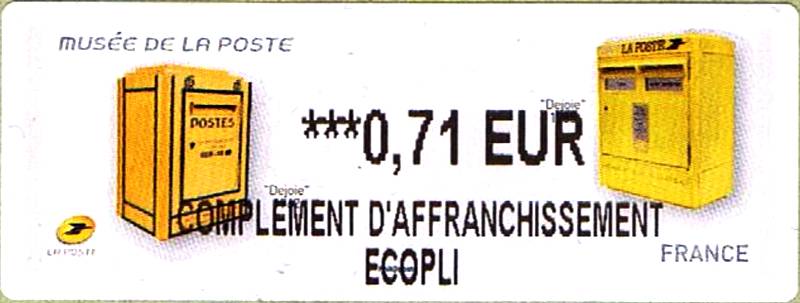 MUSÉE DE LA POSTE
LA POSTE
POSTES
"Dejoie"
***0,71 EUR
"Dejoie"
COMPLEMENT D'AFFRANCHISSEMENT
ECOPLI
LA POSTE
FRANCE